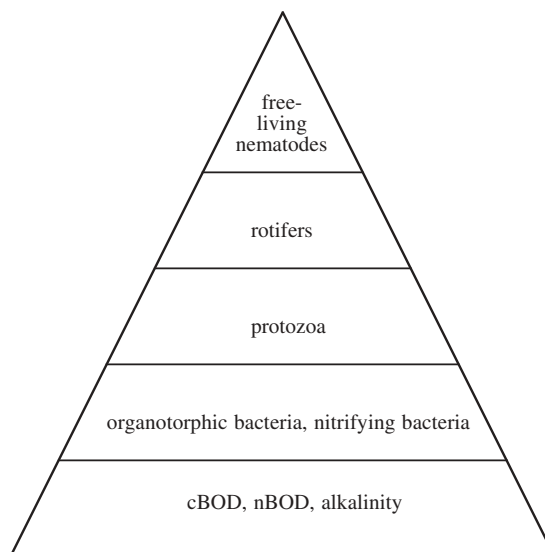 free-
living
nematodes
rotifers
protozoa
organotorphic bacteria, nitrifying bacteria
cBOD, nBOD, alkalinity